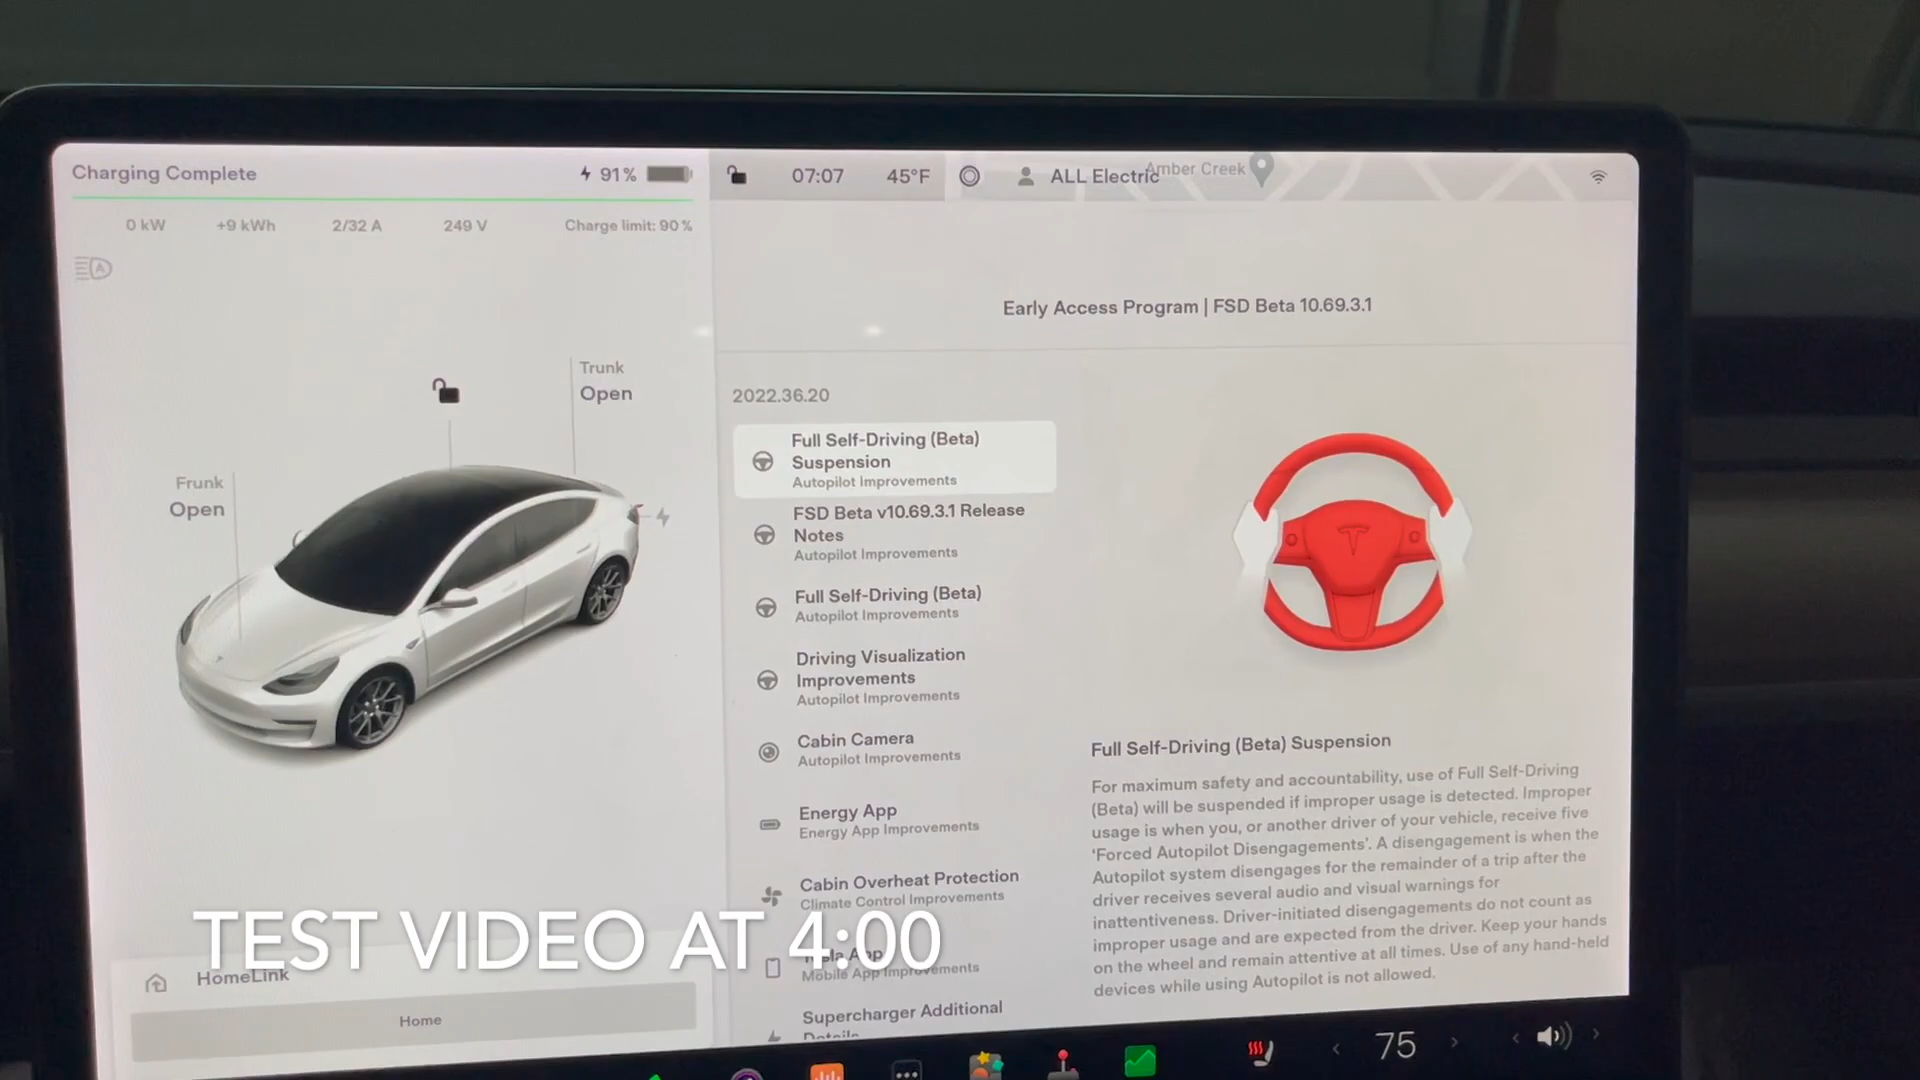 Charging Complete
91%
0 kW
+9 kWh
2/32 A
249 V
Charge limit: 90%
Trunk
Open
Frunk
Open
HomeLink
Home
07:07
45°F
ALL Electric
Amber Creek
Early Access Program | FSD Beta 10.69.3.1
2022.36.20
Full Self-Driving (Beta)
Suspension
Autopilot Improvements
FSD Beta v10.69.3.1 Release
Notes
Autopilot Improvements
Full Self-Driving (Beta)
Autopilot Improvements
Driving Visualization
Improvements
Autopilot Improvements
Cabin Camera
Autopilot Improvements
Energy App
Energy App Improvements
Cabin Overheat Protection
Climate Control Improvements
Tesla App
Mobile App Improvements
Supercharger Additional
Details
Full Self-Driving (Beta) Suspension
For maximum safety and accountability, use of Full Self-Driving
(Beta) will be suspended if improper usage is detected. Improper
usage is when you, or another driver of your vehicle, receive five
‘Forced Autopilot Disengagements’. A disengagement is when the
Autopilot system disengages for the remainder of a trip after the
driver receives several audio and visual warnings for
inattentiveness. Driver-initiated disengagements do not count as
improper usage and are expected from the driver. Keep your hands
on the wheel and remain attentive at all times. Use of any hand-held
devices while using Autopilot is not allowed.
75
TEST VIDEO AT 4:00